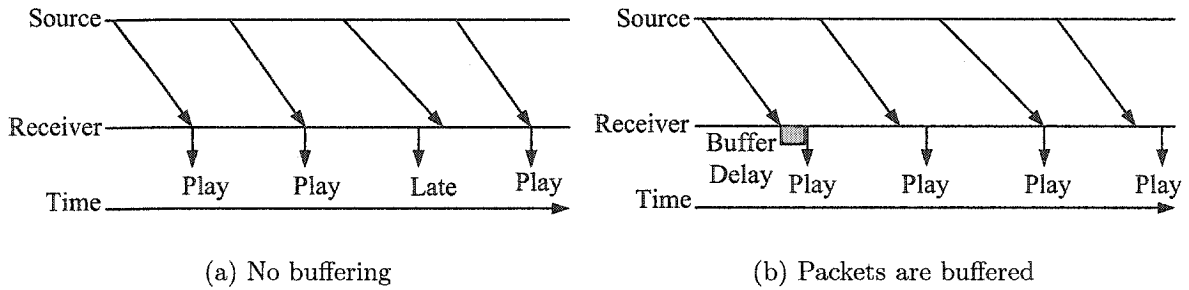 Source
Receiver
Play Play Late Play
Time
(a) No buffering
Source
Receiver
Buffer
Delay Play Play Play Play
Time
(b) Packets are buffered